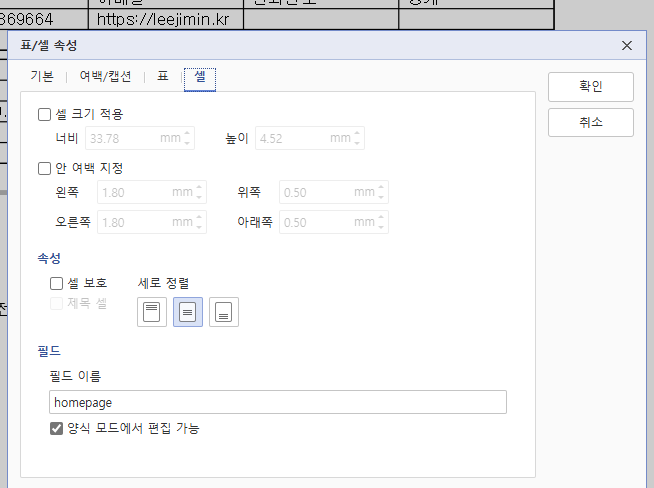 369664 https://leejimin.kr
표/셀 속성
기본 여백/캡션 표 셀
확인
취소
셀 크기 적용
너비 33.78 mm 높이 4.52 mm
안 여백 지정
왼쪽 1.80 mm 위쪽 0.50 mm
오른쪽 1.80 mm 아래쪽 0.50 mm
속성
셀 보호 세로 정렬
제목 셀
필드
필드 이름
homepage
양식 모드에서 편집 가능